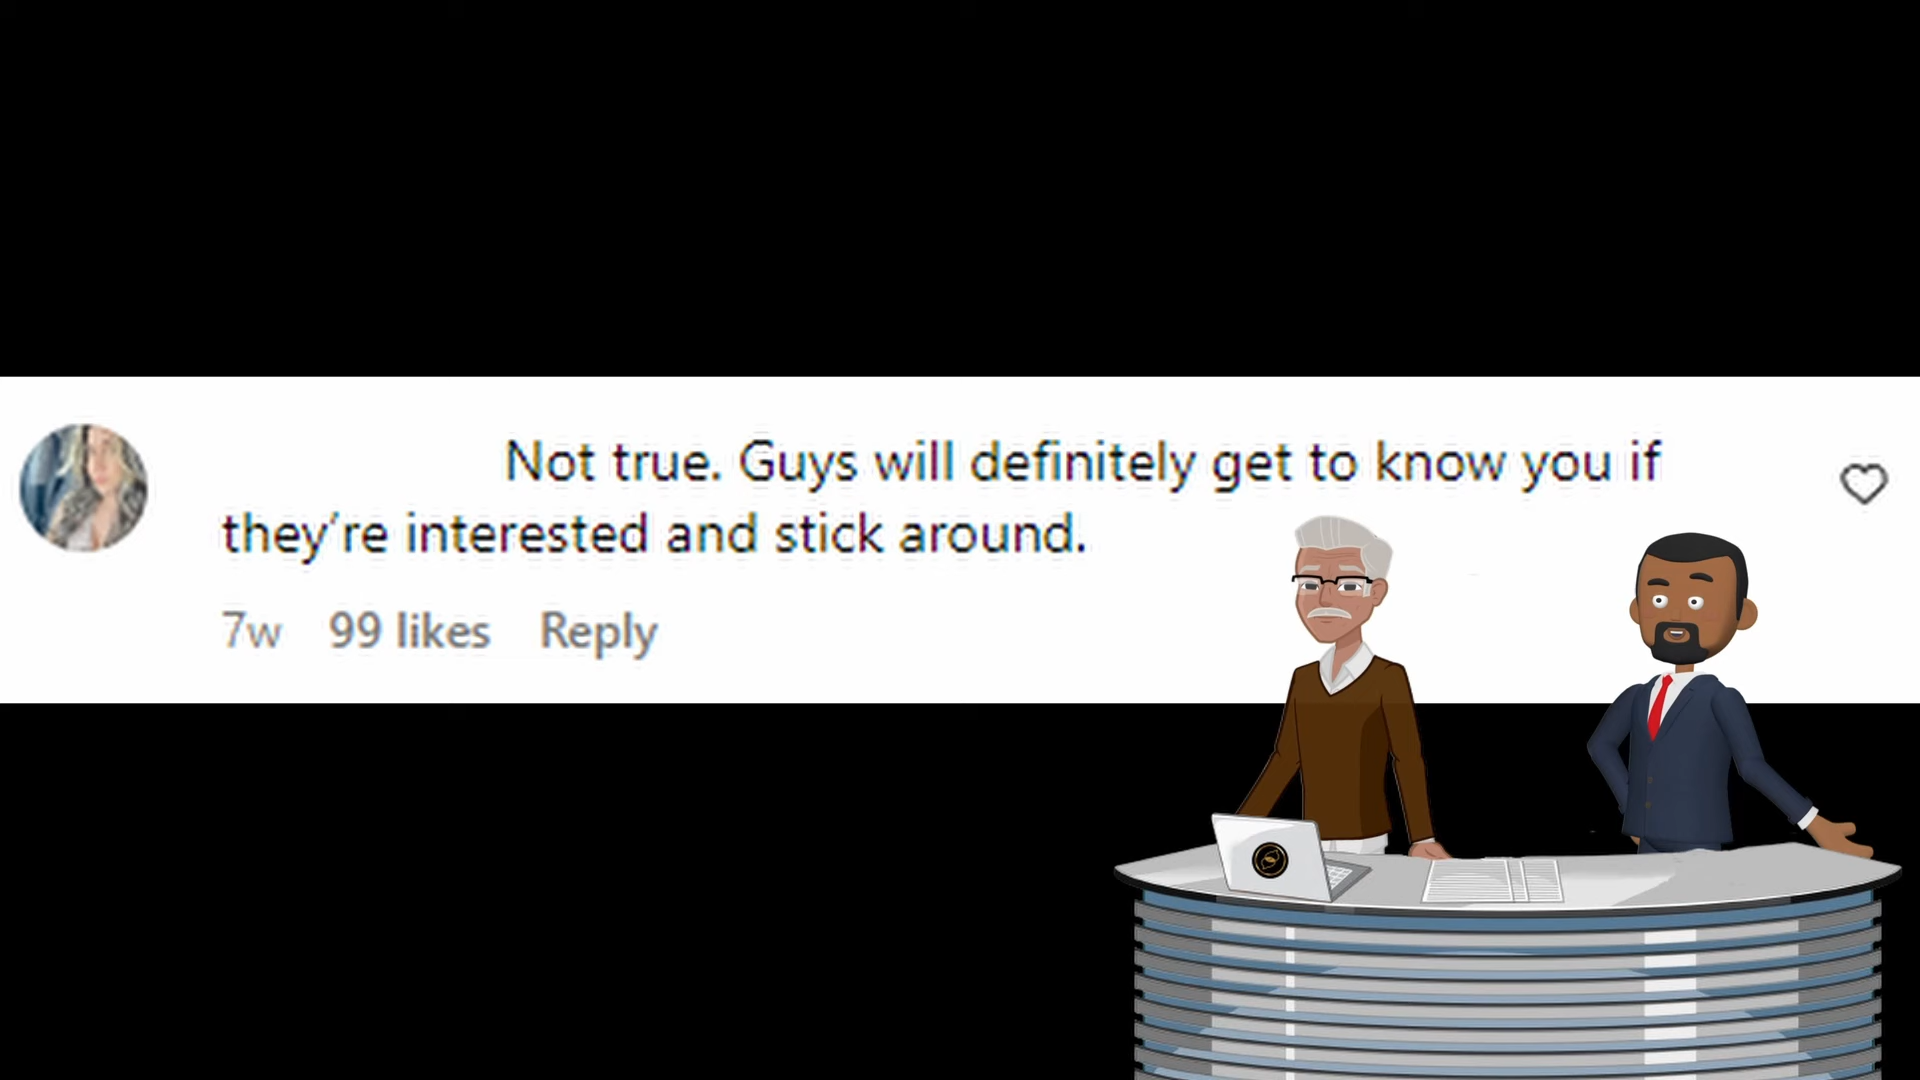 Not true. Guys will definitely get to know you if
they're interested and stick around.
7w 99 likes Reply